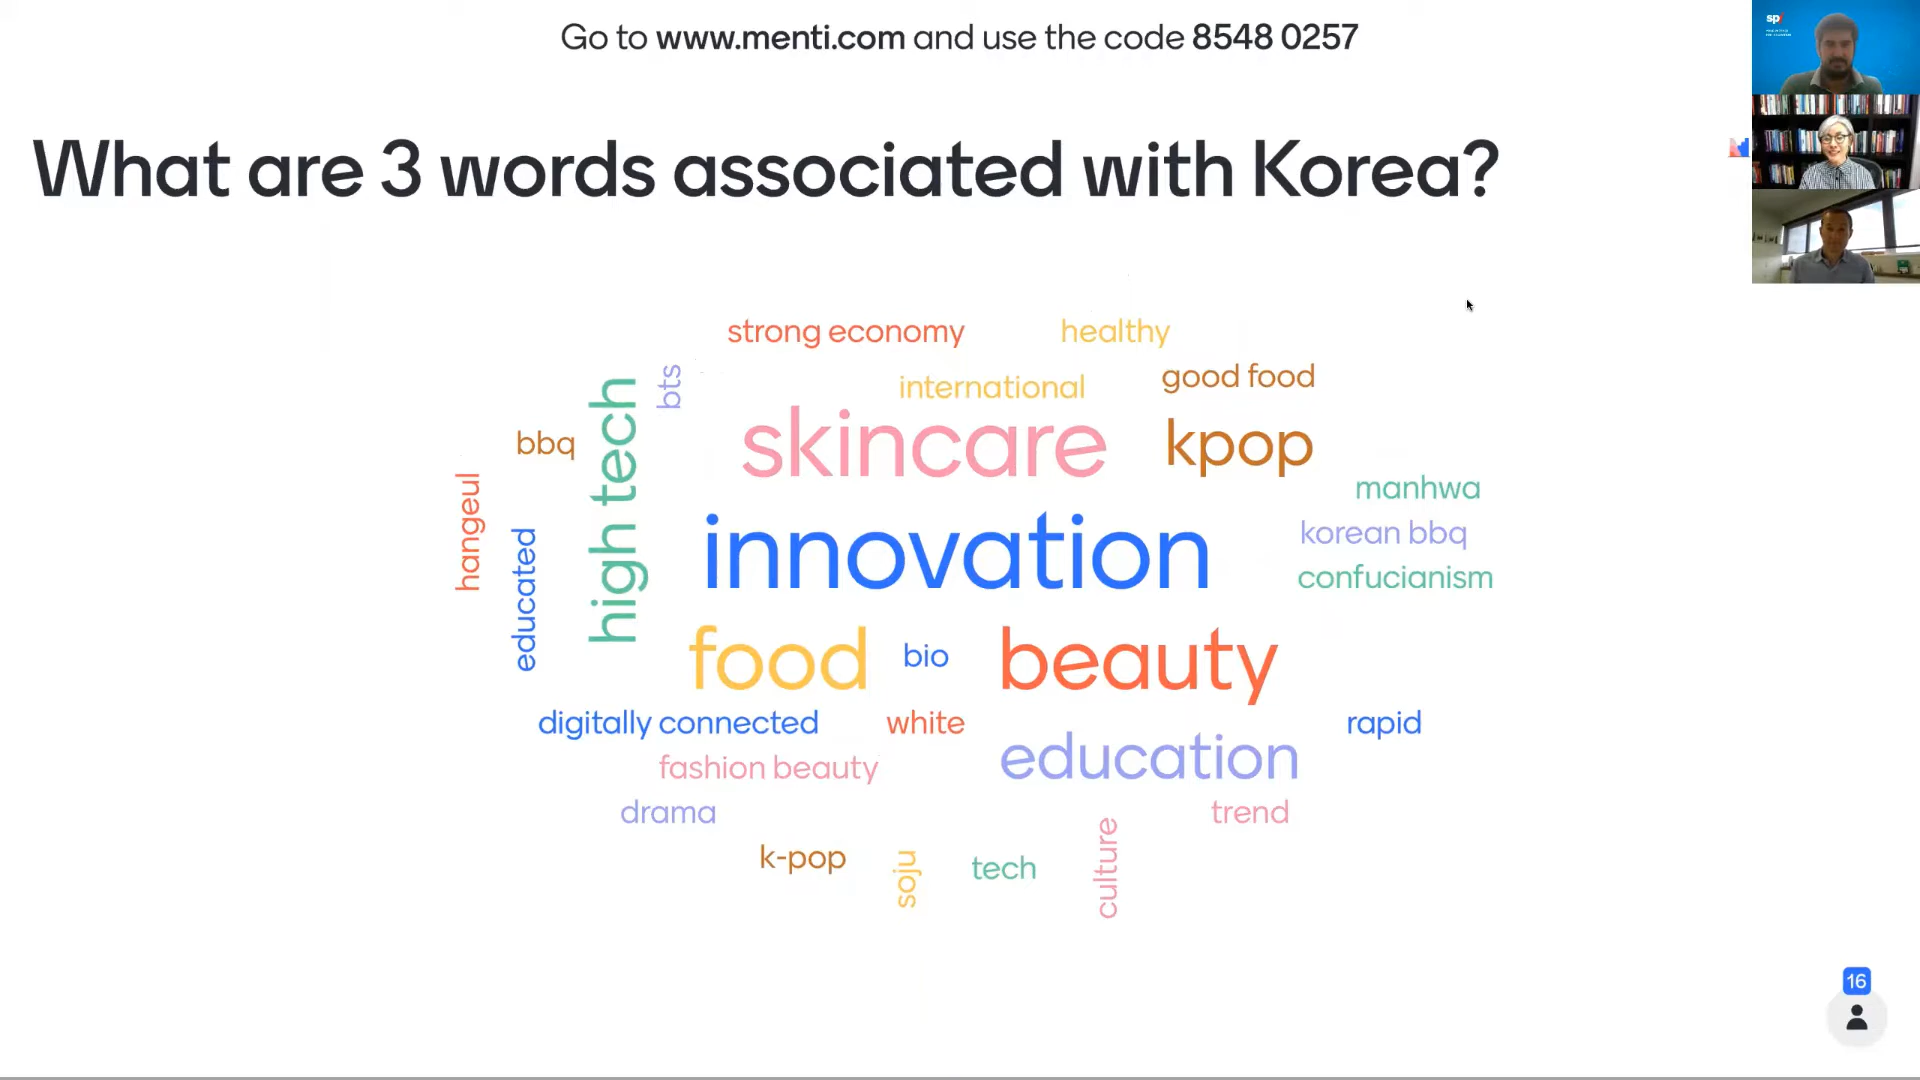 Go to www.menti.com and use the code 8548 0257
sp/
What are 3 words associated with Korea?
strong economy
healthy
bts
international
good food
high tech
skincare
kpop
bbq
hangeul
manhwa
educated
innovation
korean bbq
confucianism
food
bio
beauty
digitally connected
white
rapid
education
fashion beauty
drama
trend
k-pop
soju
tech
culture
16